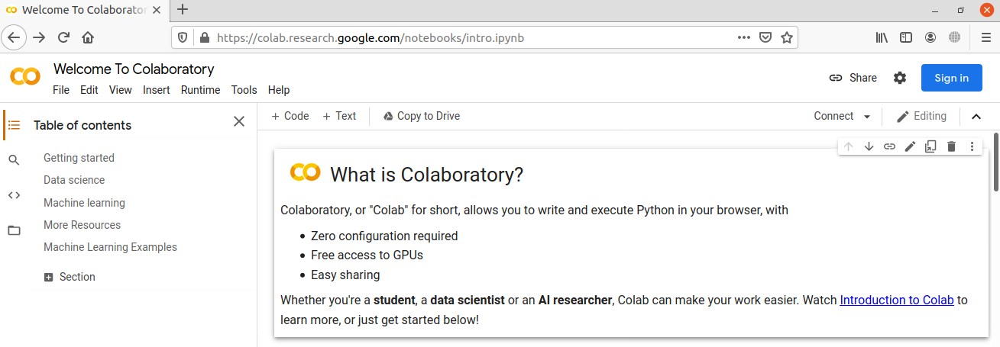 Welcome To Colaborator
https://colab.research.google.com/notebooks/intro.ipynb
Welcome To Colaboratory
File Edit View Insert Runtime Tools Help
Share
Sign in
Table of contents
Getting started
Data science
Machine learning
More Resources
Machine Learning Examples
Section
+ Code + Text Copy to Drive
Connect
Editing
What is Colaboratory?
Colaboratory, or "Colab" for short, allows you to write and execute Python in your browser, with
• Zero configuration required
• Free access to GPUs
• Easy sharing
Whether you're a student, a data scientist or an AI researcher, Colab can make your work easier. Watch Introduction to Colab to
learn more, or just get started below!